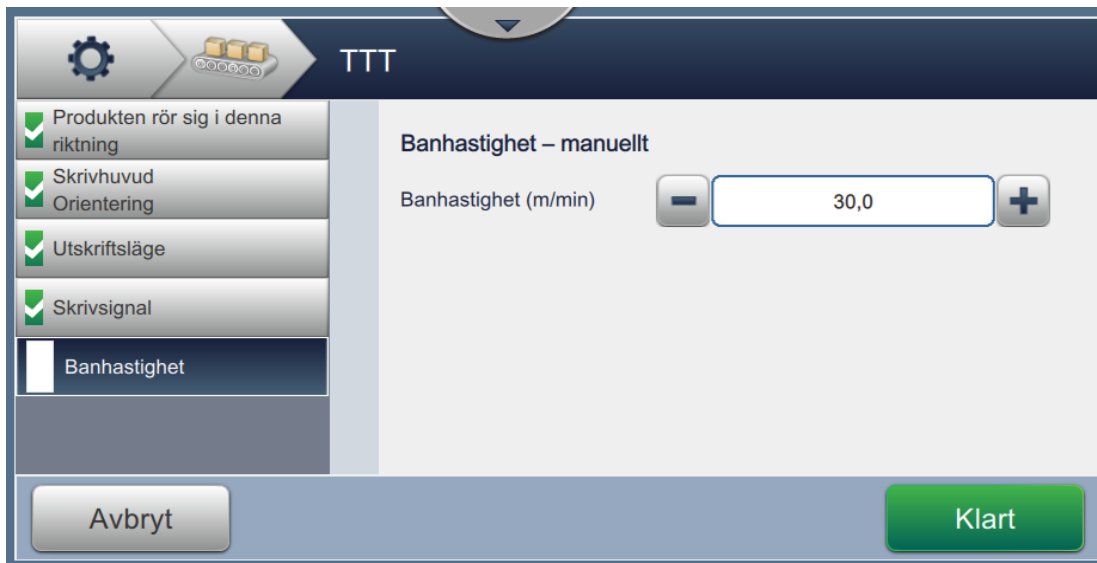 TTT
Produkten rör sig i denna
riktning
Skrivhuvud
Orientering
Utskriftsläge
Skrivsignal
Banhastighet
Banhastighet – manuellt
Banhastighet (m/min)
30,0
Avbryt
Klart